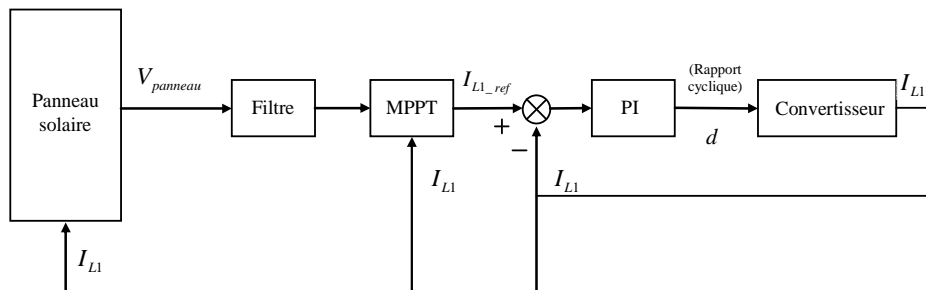 Panneau
solaire
V_panneau
Filtre
MPPT
I_L1_ref
+
−
PI
(Rapport
cyclique)
d
Convertisseur
I_L1
I_L1
I_L1
I_L1